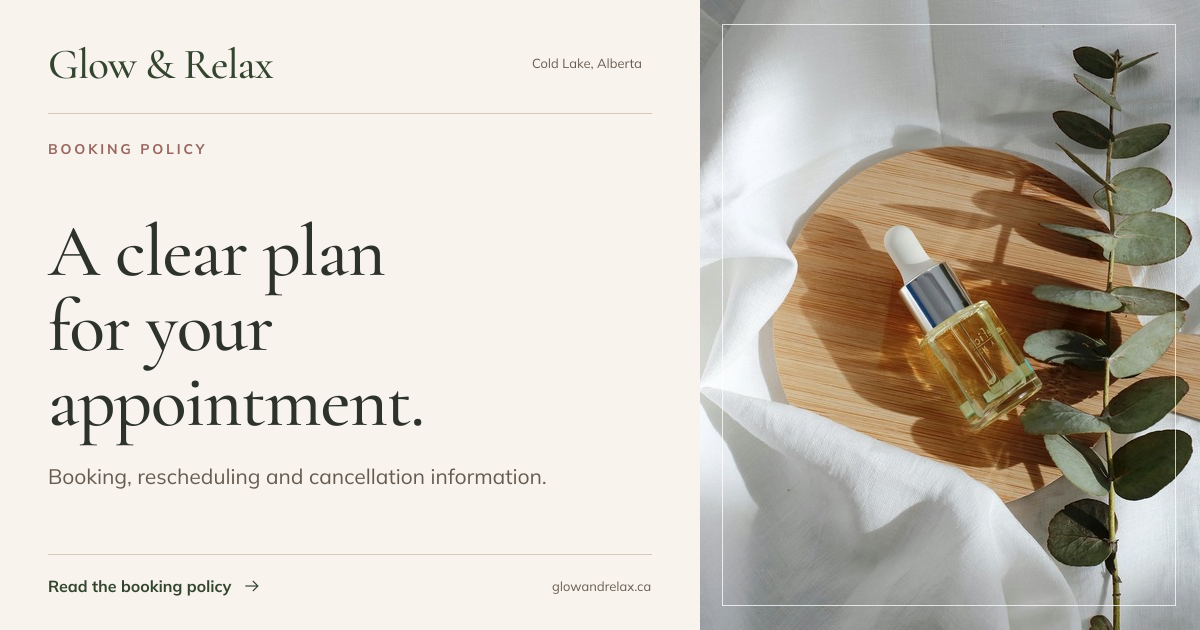 Glow & Relax
Cold Lake, Alberta
BOOKING POLICY
A clear plan
for your
appointment.
Booking, rescheduling and cancellation information.
Read the booking policy →
glowandrelax.ca